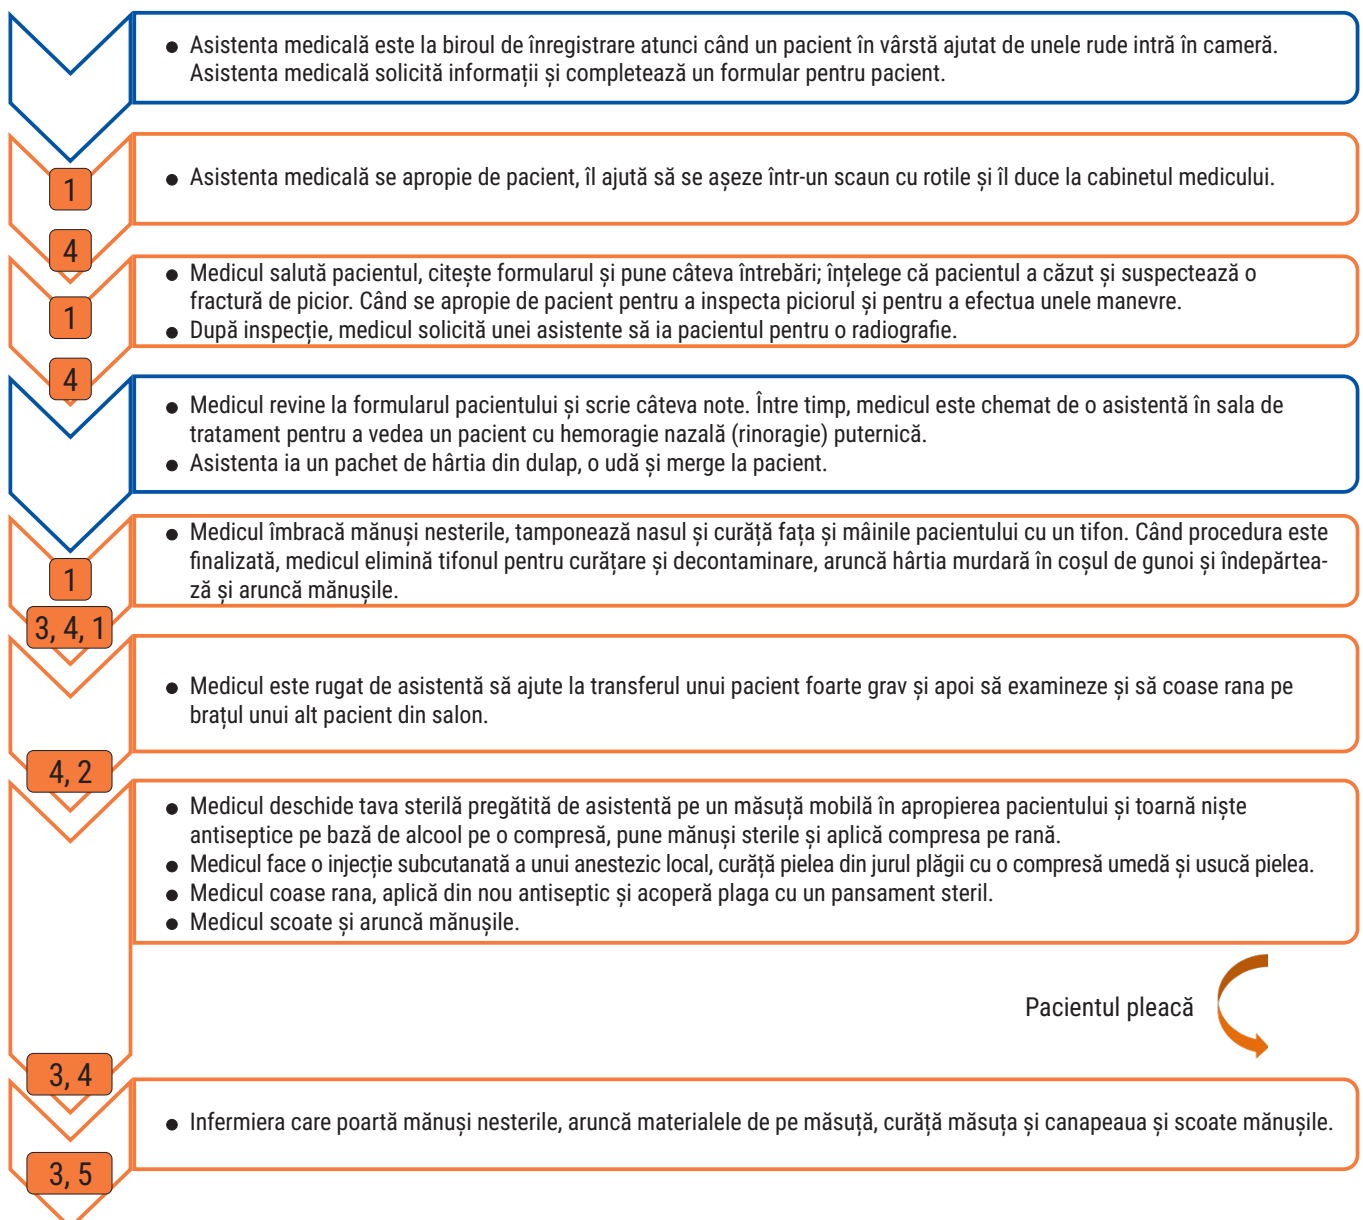 ● Asistenta medicală este la biroul de înregistrare atunci când un pacient în vârstă ajutat de unele rude intră în cameră.
Asistenta medicală solicită informații și completează un formular pentru pacient.
1
● Asistenta medicală se apropie de pacient, îl ajută să se așeze într-un scaun cu rotile și îl duce la cabinetul medicului.
4
● Medicul salută pacientul, citește formularul și pune câteva întrebări; înțelege că pacientul a căzut și suspectează o
fractură de picior. Când se apropie de pacient pentru a inspecta piciorul și pentru a efectua unele manevre.
1
● După inspecție, medicul solicită unei asistente să ia pacientul pentru o radiografie.
4
● Medicul revine la formularul pacientului și scrie câteva note. Între timp, medicul este chemat de o asistentă în sala de
tratament pentru a vedea un pacient cu hemoragie nazală (rinoragie) puternică.
● Asistenta ia un pachet de hârtia din dulap, o udă și merge la pacient.
● Medicul îmbracă mănuși nesterile, tamponează nasul și curăță fața și mâinile pacientului cu un tifon. Când procedura este
finalizată, medicul elimină tifonul pentru curățare și decontaminare, aruncă hârtia murdară în coșul de gunoi și îndepărtea-
ză și aruncă mănușile.
1
3, 4, 1
● Medicul este rugat de asistentă să ajute la transferul unui pacient foarte grav și apoi să examineze și să coase rana pe
brațul unui alt pacient din salon.
4, 2
● Medicul deschide tava sterilă pregătită de asistentă pe un măsuță mobilă în apropierea pacientului și toarnă niște
antiseptice pe bază de alcool pe o compresă, pune mănuși sterile și aplică compresa pe rană.
● Medicul face o injecție subcutanată a unui anestezic local, curăță pielea din jurul plăgii cu o compresă umedă și usucă pielea.
● Medicul coase rana, aplică din nou antiseptic și acoperă plaga cu un pansament steril.
● Medicul scoate și aruncă mănușile.
Pacientul pleacă
3, 4
● Infermiera care poartă mănuși nesterile, aruncă materialele de pe măsuță, curăță măsuța și canapeaua și scoate mănușile.
3, 5